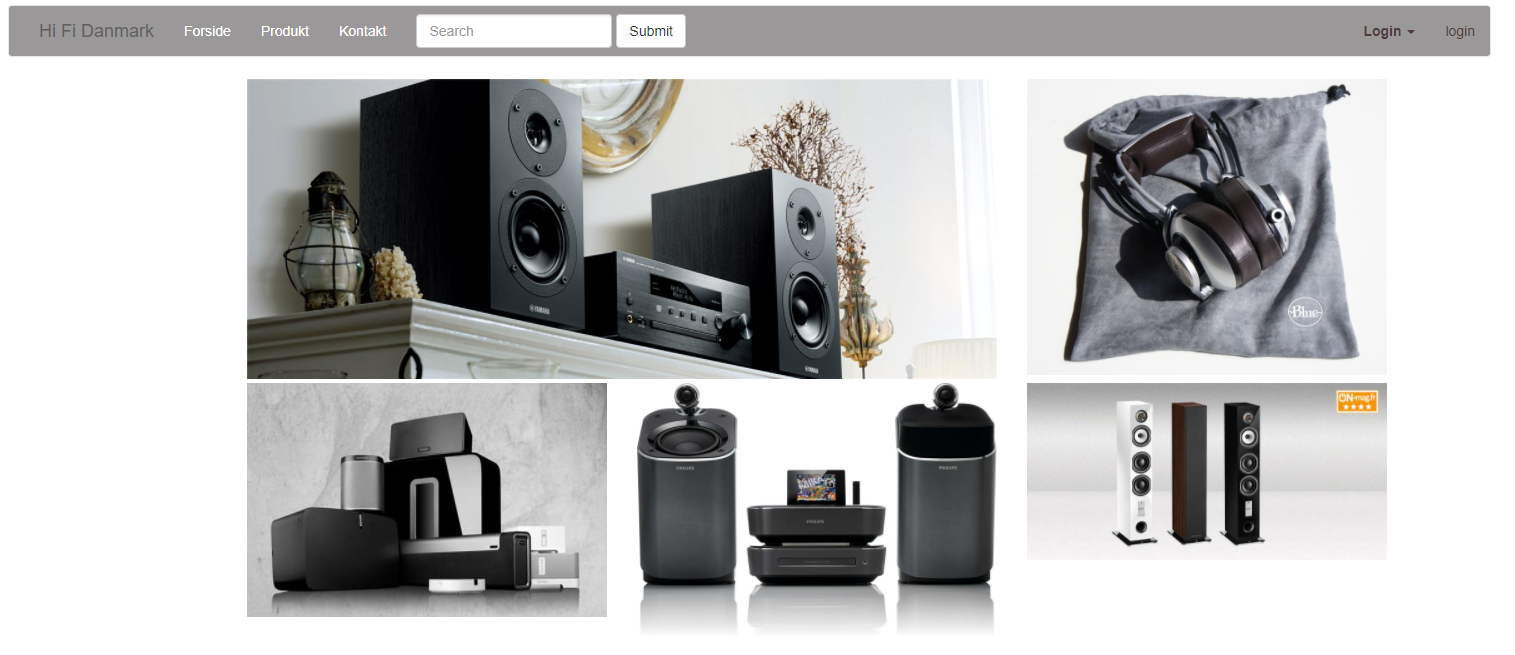 Hi Fi Danmark Forside Produkt Kontakt Search Submit Login login
YAMAHA
YAMAHA
Blue
ON-mag.fr
PHILIPS
PHILIPS
PHILIPS